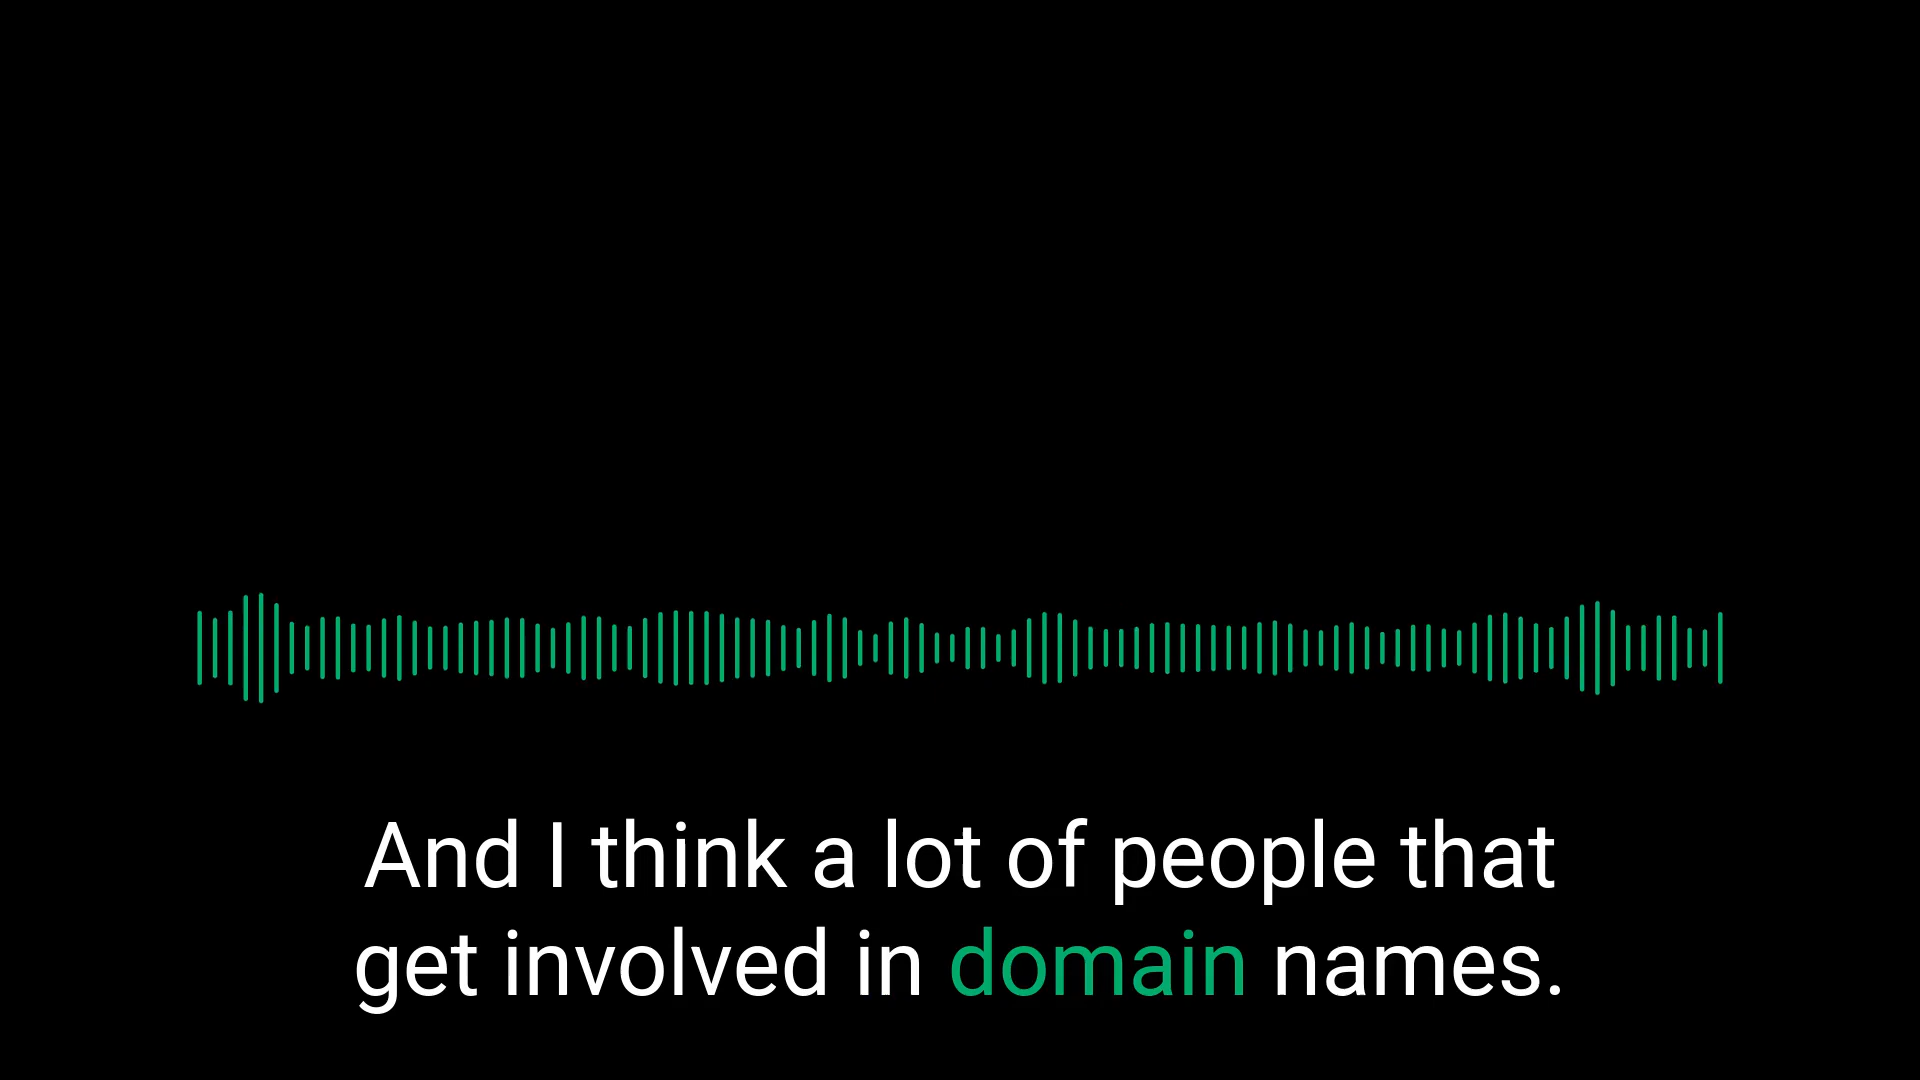 And I think a lot of people that
get involved in domain names.